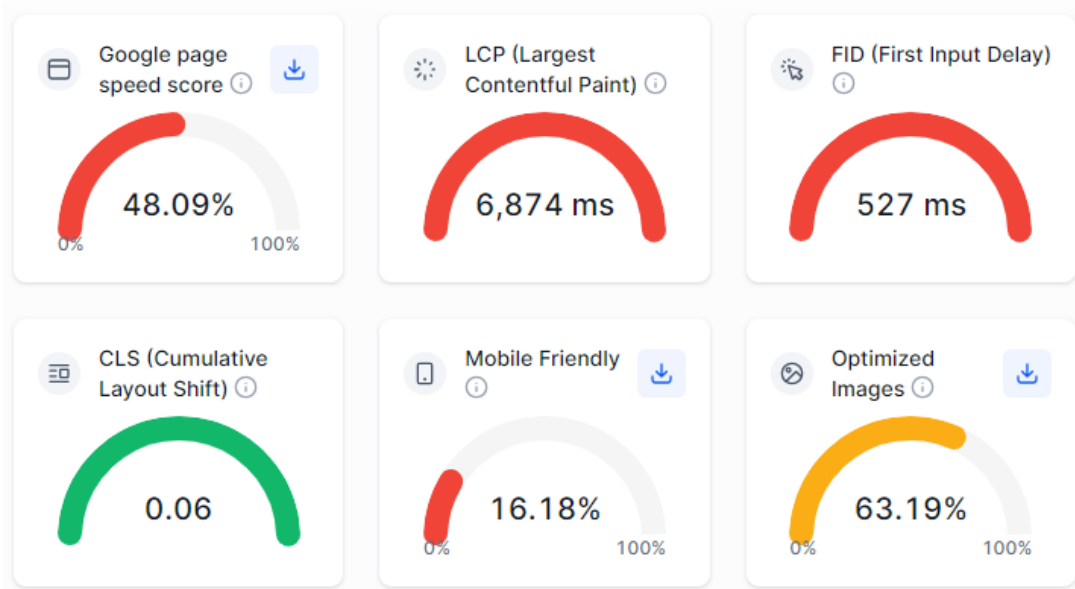 Google page
speed score
48.09%
0%
100%
LCP (Largest
Contentful Paint)
6,874 ms
FID (First Input Delay)
527 ms
CLS (Cumulative
Layout Shift)
0.06
Mobile Friendly
16.18%
0%
100%
Optimized
Images
63.19%
0%
100%